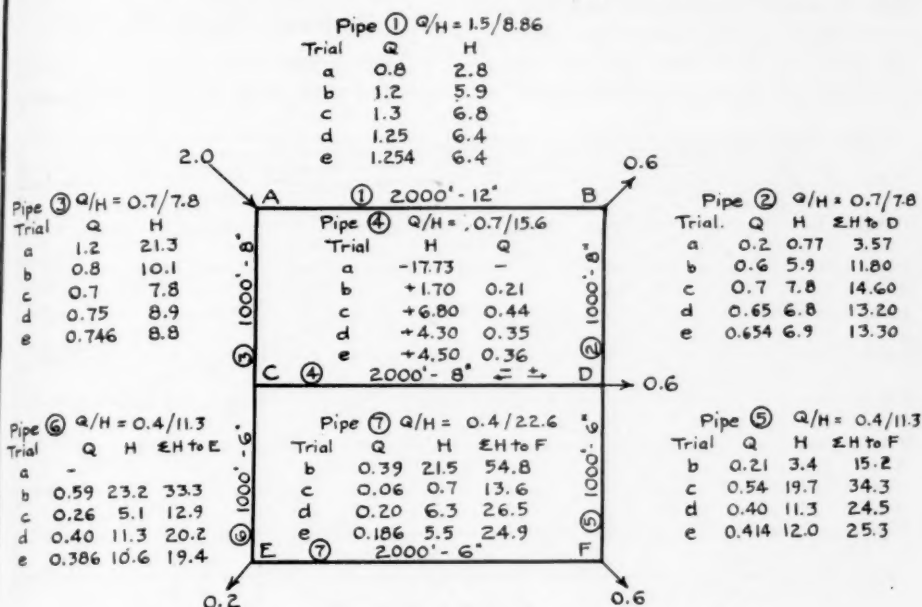 Pipe ① Q/H = 1.5/8.86
Trial Q H
a 0.8 2.8
b 1.2 5.9
c 1.3 6.8
d 1.25 6.4
e 1.254 6.4
2.0
0.6
A ① 2000' - 12" B
Pipe ③ Q/H = 0.7/7.8
Trial Q H
a 1.2 21.3
b 0.8 10.1
c 0.7 7.8
d 0.75 8.9
e 0.746 8.8
1000' - 8"
③
Pipe ④ Q/H = .0.7/15.6
Trial H Q
a -17.73 -
b +1.70 0.21
c +6.80 0.44
d +4.30 0.35
e +4.50 0.36
1000' - 8"
②
Pipe ② Q/H = 0.7/7.8
Trial. Q H ΣH to D
a 0.2 0.77 3.57
b 0.6 5.9 11.80
c 0.7 7.8 14.60
d 0.65 6.8 13.20
e 0.654 6.9 13.30
C ④ 2000' - 8" - + D
0.6
Pipe ⑥ Q/H = 0.4/11.3
Trial Q H ΣH to E
a -
b 0.59 23.2 33.3
c 0.26 5.1 12.9
d 0.40 11.3 20.2
e 0.386 10.6 19.4
1000' - 6"
⑥
Pipe ⑦ Q/H = 0.4/22.6
Trial Q H ΣH to F
b 0.39 21.5 54.8
c 0.06 0.7 13.6
d 0.20 6.3 26.5
e 0.186 5.5 24.9
1000' - 6"
⑤
Pipe ⑤ Q/H = 0.4/11.3
Trial Q H ΣH to F
b 0.21 3.4 15.2
c 0.54 19.7 34.3
d 0.40 11.3 24.5
e 0.414 12.0 25.3
E ⑦ 2000' - 6" F
0.2
0.6